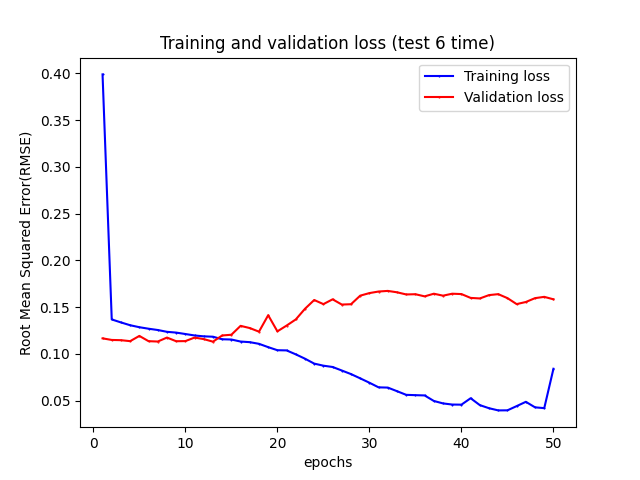 Training and validation loss (test 6 time)
Training loss
Validation loss
0.40
0.35
0.30
0.25
0.20
0.15
0.10
0.05
Root Mean Squared Error(RMSE)
0 10 20 30 40 50
epochs